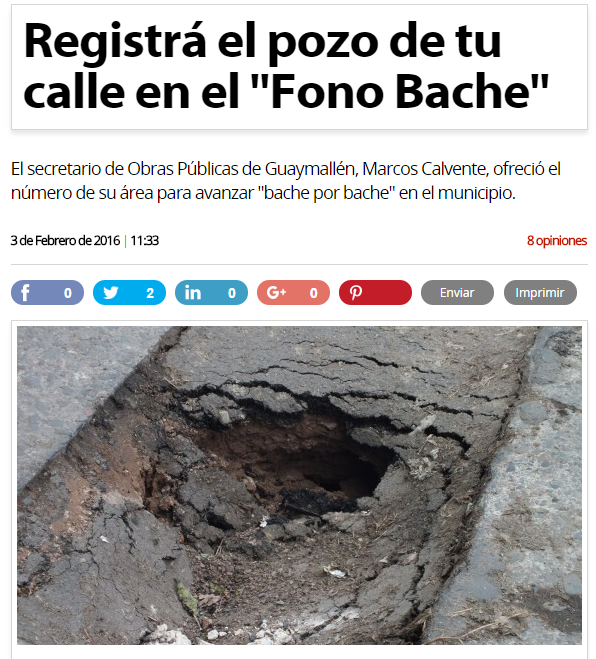 Registrá el pozo de tu
calle en el "Fono Bache"
El secretario de Obras Públicas de Guaymallén, Marcos Calvente, ofreció el
número de su área para avanzar "bache por bache" en el municipio.
3 de Febrero de 2016 | 11:33
8 opiniones
f 0
2
in 0
G+ 0
Enviar
Imprimir